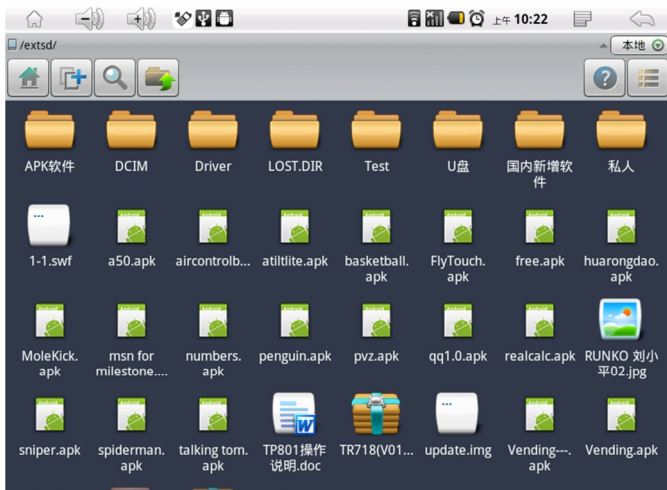 上午 10:22
/extsd/
本地
APK软件
DCIM
Driver
LOST.DIR
Test
U盘
国内新增软
件
私人
1-1.swf
a50.apk
aircontrolb...
atiltlite.apk
basketball.
apk
FlyTouch.
apk
free.apk
huarongdao.
apk
MoleKick.
apk
msn for
milestone....
numbers.
apk
penguin.apk
pvz.apk
qq1.0.apk
realcalc.apk
RUNKO 刘小
平02.jpg
sniper.apk
spiderman.
apk
talking tom.
apk
TP801操作
说明.doc
TR718(V01...
update.img
Vending---.
apk
Vending.apk